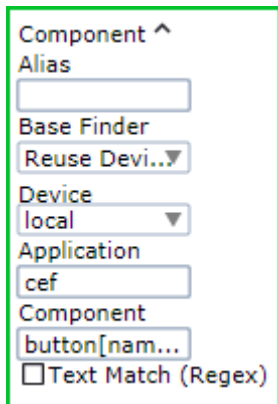 Component ^
Alias
Base Finder
Reuse Devi...
Device
local
Application
cef
Component
button[nam...
Text Match (Regex)